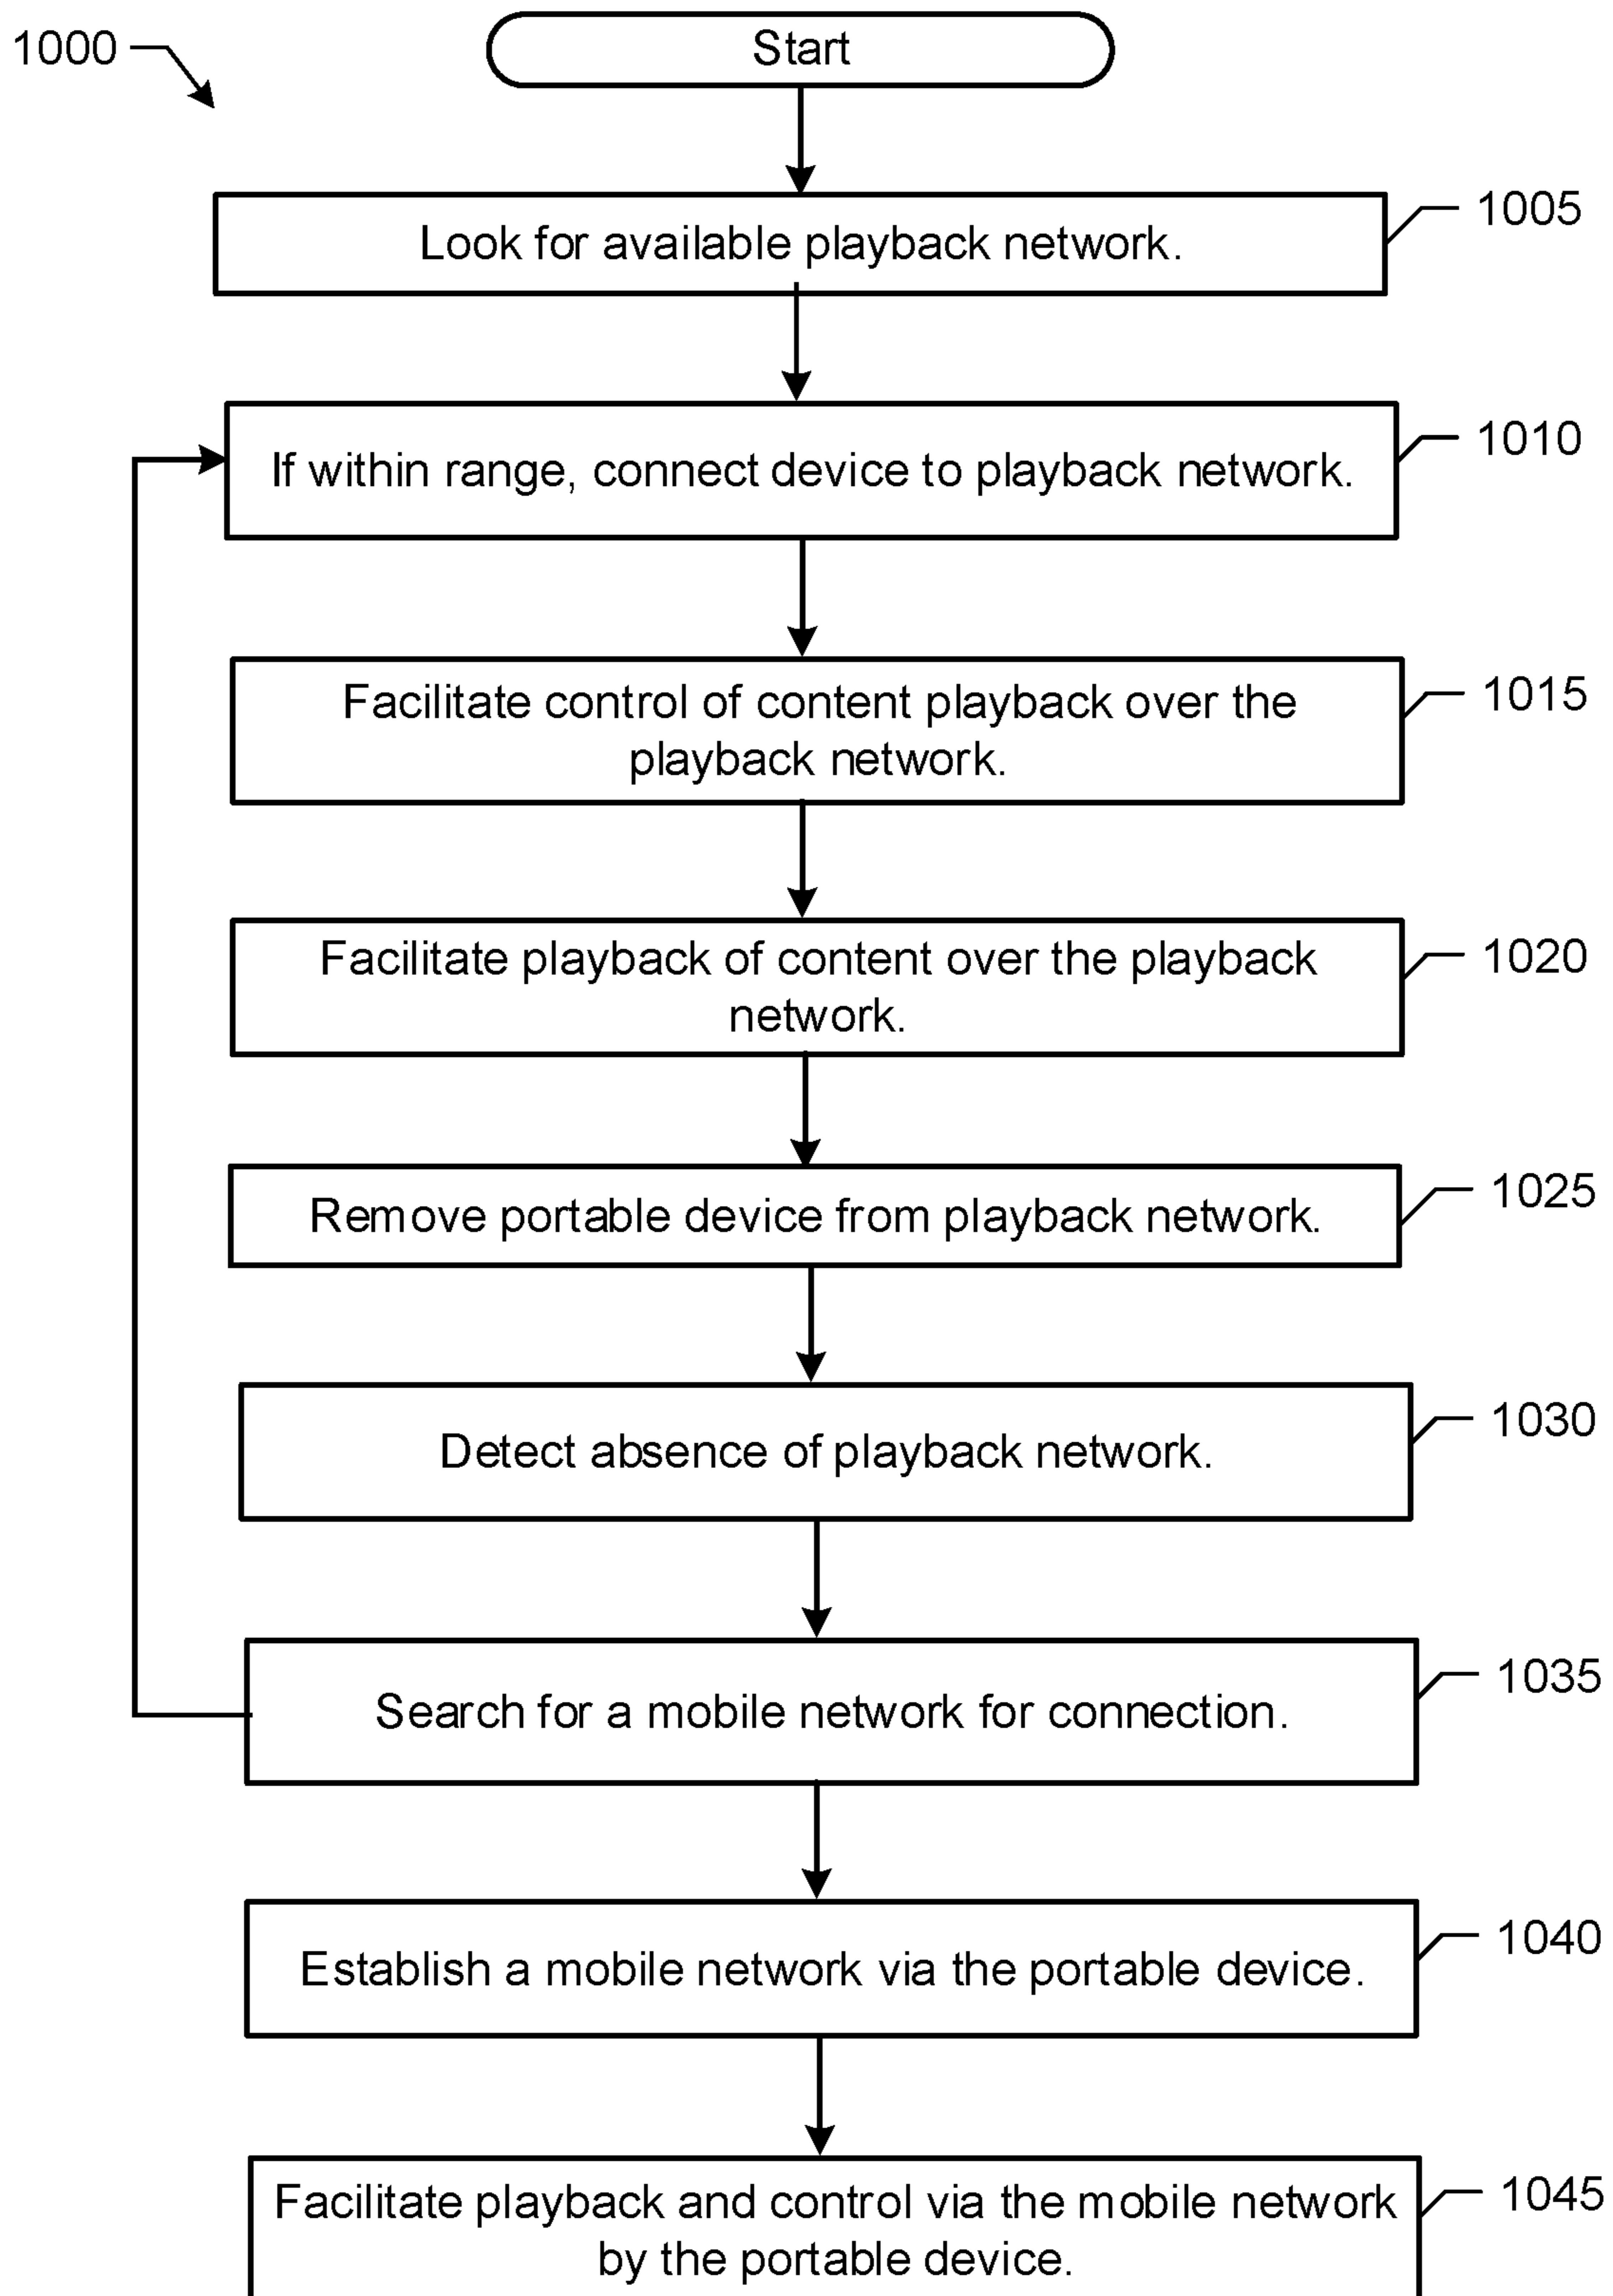 1000
Start
1005
Look for available playback network.
1010
If within range, connect device to playback network.
1015
Facilitate control of content playback over the
playback network.
1020
Facilitate playback of content over the playback
network.
1025
Remove portable device from playback network.
1030
Detect absence of playback network.
1035
Search for a mobile network for connection.
1040
Establish a mobile network via the portable device.
1045
Facilitate playback and control via the mobile network
by the portable device.